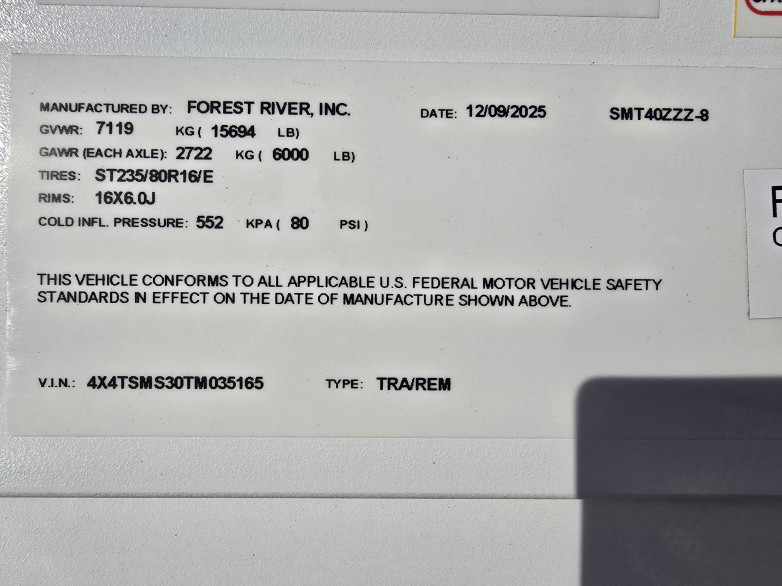 MANUFACTURED BY: FOREST RIVER, INC. DATE: 12/09/2025 SMT40ZZZ-8
GVWR: 7119 KG ( 15694 LB)
GAWR (EACH AXLE): 2722 KG ( 6000 LB)
TIRES: ST235/80R16/E
RIMS: 16X6.0J
COLD INFL. PRESSURE: 552 KPA ( 80 PSI )
THIS VEHICLE CONFORMS TO ALL APPLICABLE U.S. FEDERAL MOTOR VEHICLE SAFETY
STANDARDS IN EFFECT ON THE DATE OF MANUFACTURE SHOWN ABOVE.
V.I.N.: 4X4TSMS30TM035165 TYPE: TRA/REM